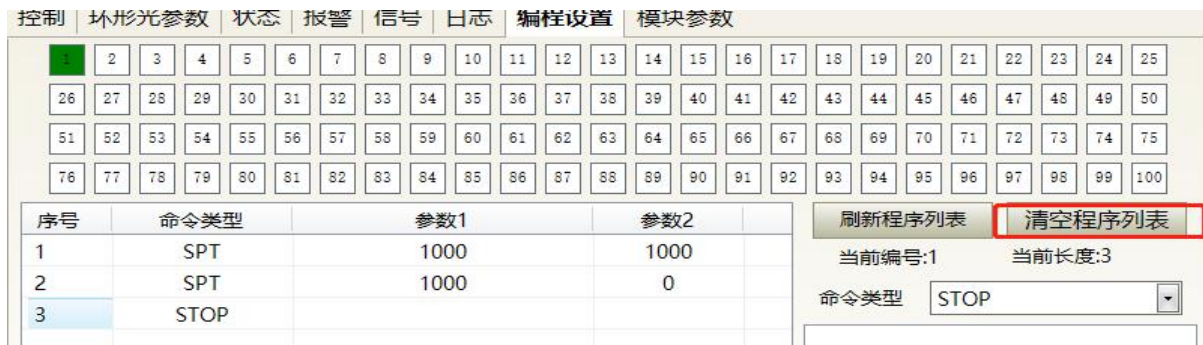 控制 环形光参数 状态 报警 信号 日志 编程设置 模块参数
1 2 3 4 5 6 7 8 9 10 11 12 13 14 15 16 17 18 19 20 21 22 23 24 25
26 27 28 29 30 31 32 33 34 35 36 37 38 39 40 41 42 43 44 45 46 47 48 49 50
51 52 53 54 55 56 57 58 59 60 61 62 63 64 65 66 67 68 69 70 71 72 73 74 75
76 77 78 79 80 81 82 83 84 85 86 87 88 89 90 91 92 93 94 95 96 97 98 99 100
序号 命令类型 参数1 参数2 刷新程序列表 清空程序列表
1 SPT 1000 1000 当前编号:1 当前长度:3
2 SPT 1000 0 命令类型 STOP
3 STOP